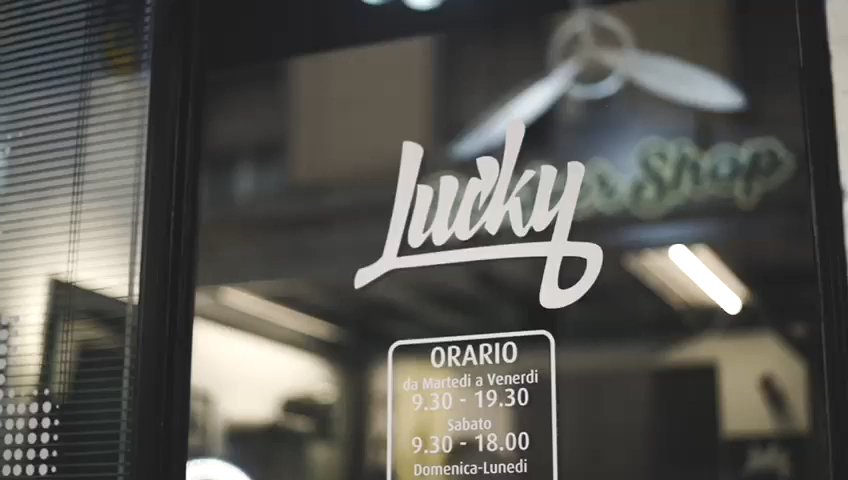 Lucky
Shop
ORARIO
da Martedi a Venerdi
9.30 - 19.30
Sabato
9.30 - 18.00
Domenica-Lunedi